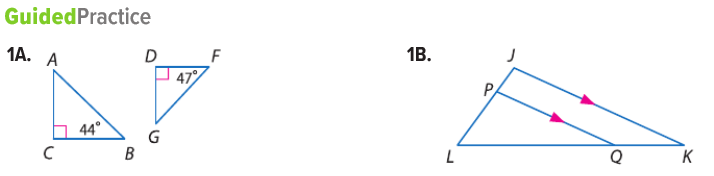 GuidedPractice
1A. A
D F
47°
44°
G
C B
1B. J
P
L Q K